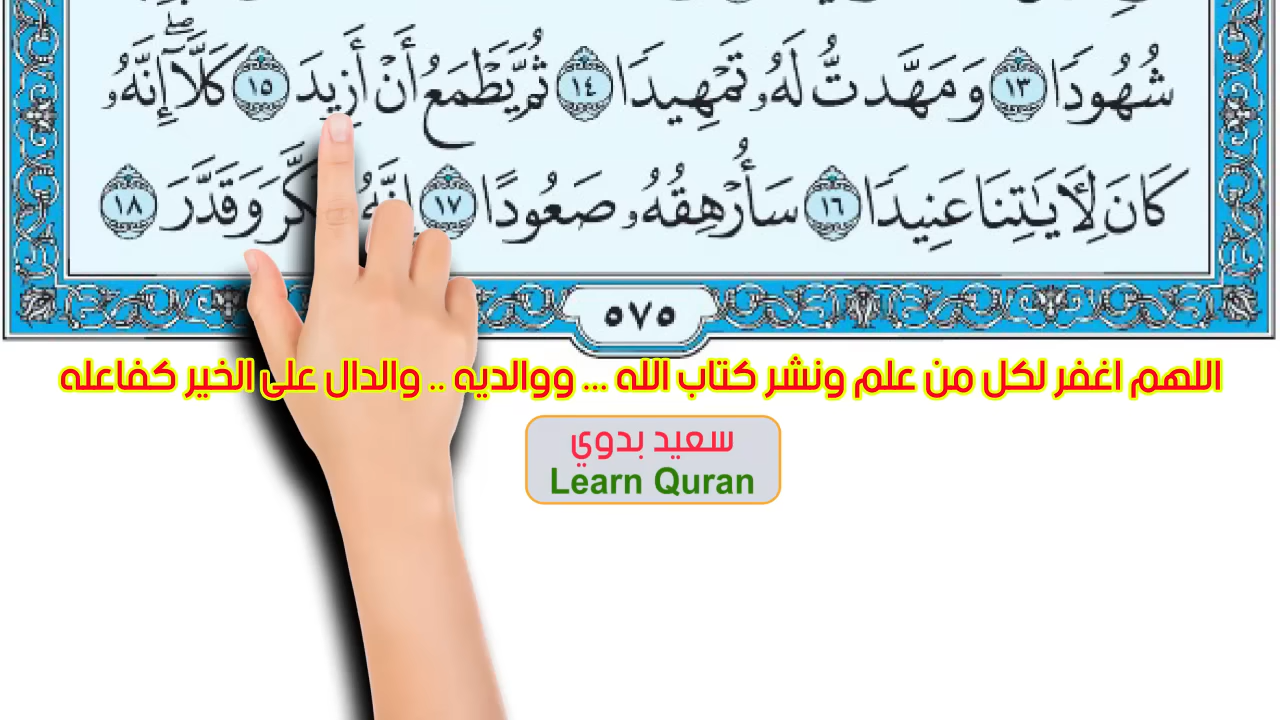 شُهُودًا ١٣ وَمَهَّدتُّ لَهُۥ تَمْهِيدًا ١٤ ثُمَّ يَطْمَعُ أَنْ أَزِيدَ ١٥ كَلَّآ ۖ إِنَّهُۥ
كَانَ لِأَيَٰتِنَا عَنِيدًا ١٦ سَأُرْهِقُهُۥ صَعُودًا ١٧ إِنَّهُۥ وَقَدَّرَ ١٨
٥٧٥
اللهم اغفر لكل من علم ونشر كتاب الله ... ووالديه .. والدال على الخير كفاعله
سعيد بدوي
Learn Quran